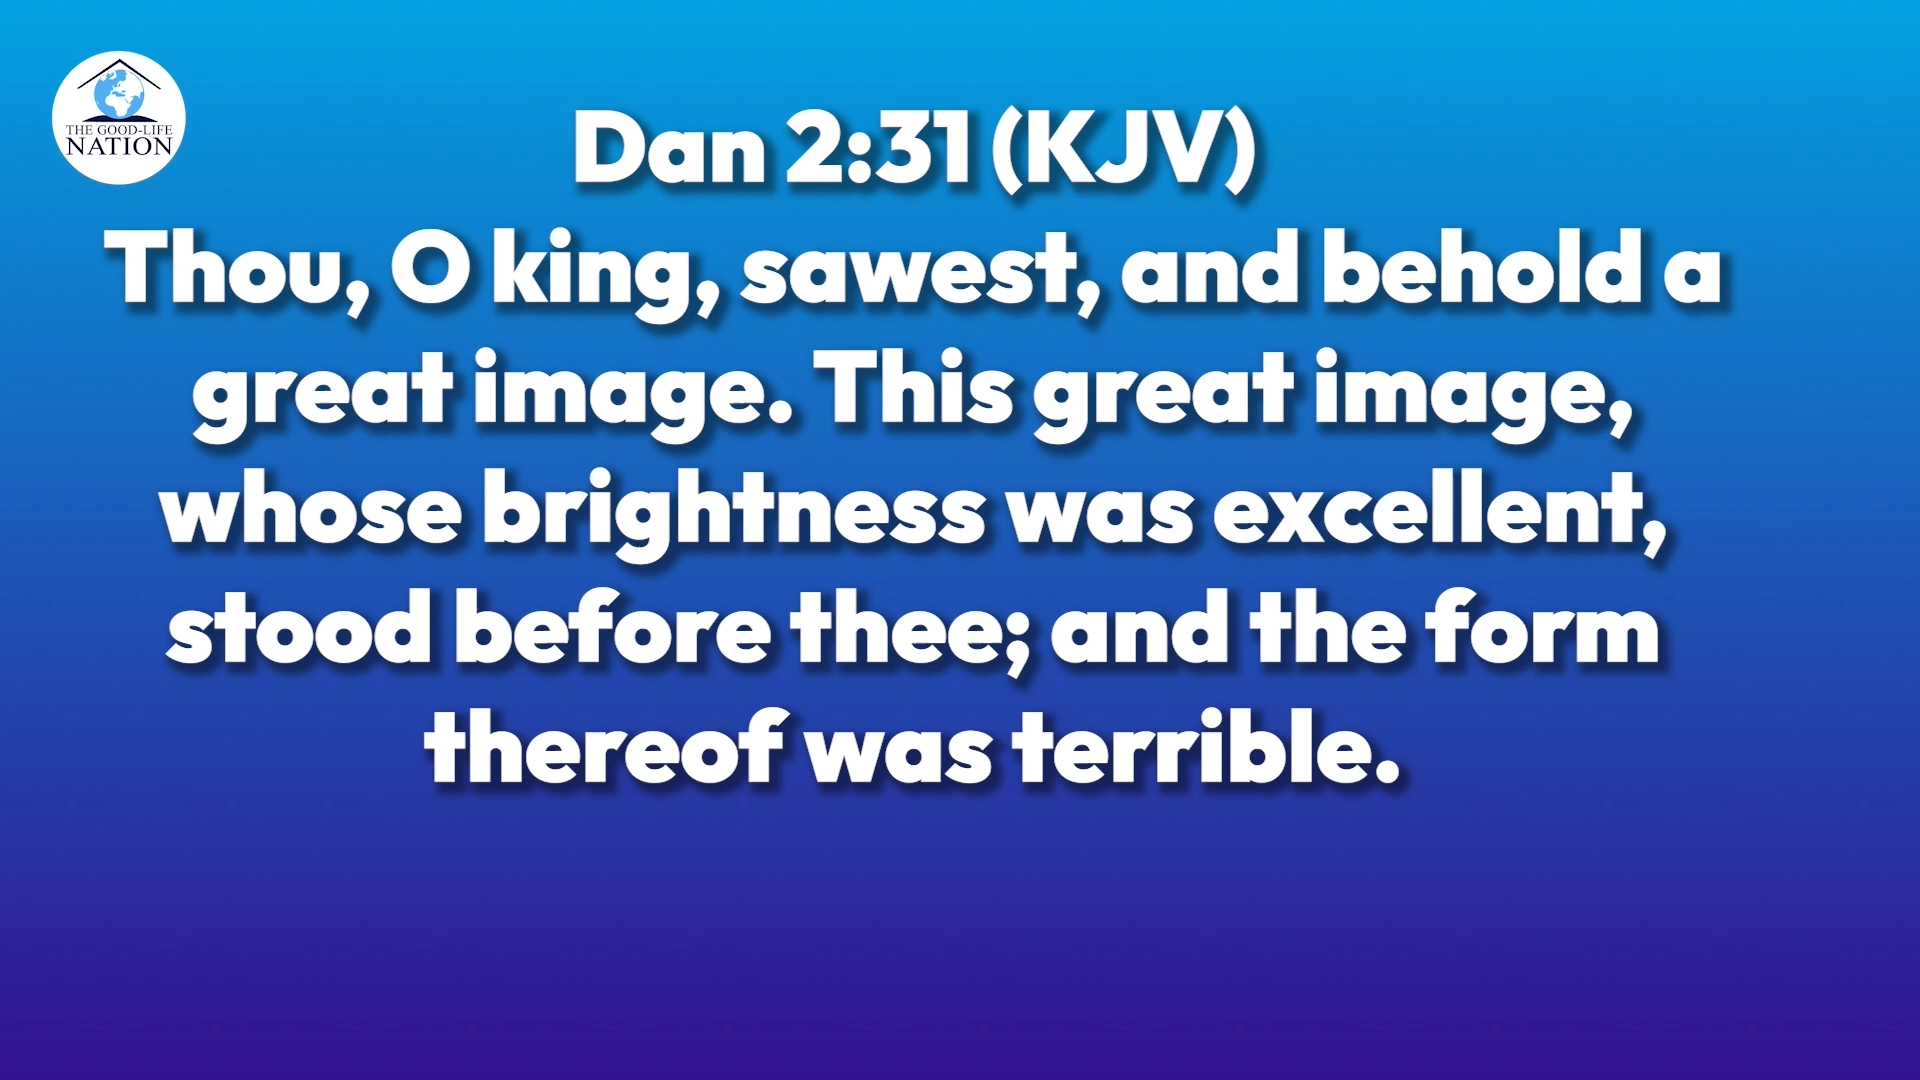 THE GOOD-LIFE
NATION
Dan 2:31 (KJV)
Thou, O king, sawest, and behold a
great image. This great image,
whose brightness was excellent,
stood before thee; and the form
thereof was terrible.